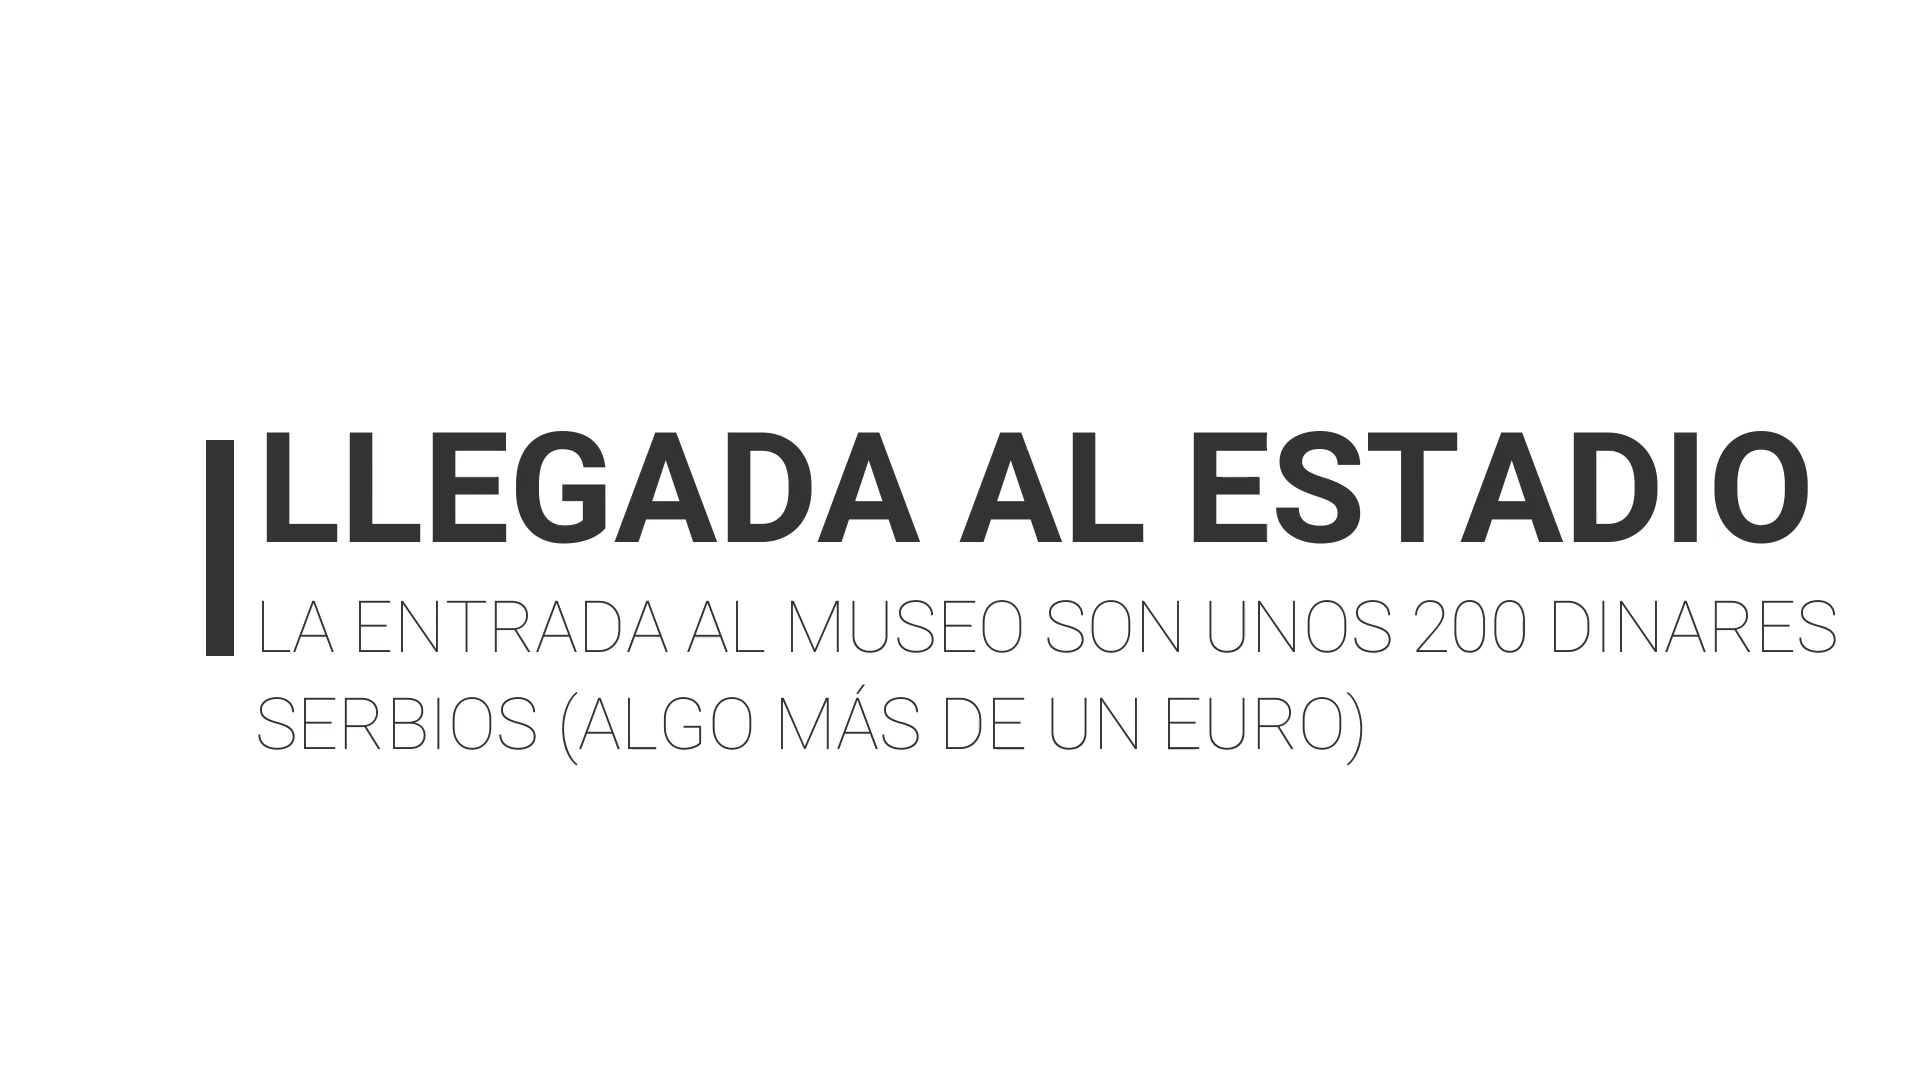 LLEGADA AL ESTADIO
LA ENTRADA AL MUSEO SON UNOS 200 DINARES
SERBIOS (ALGO MÁS DE UN EURO)